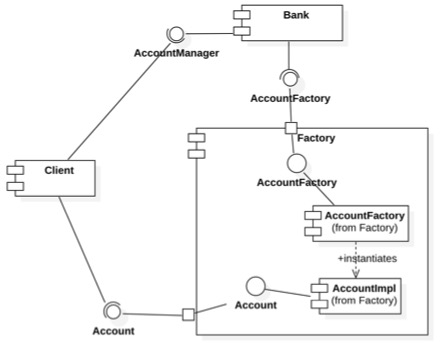 Bank
AccountManager
AccountFactory
Factory
Client
AccountFactory
AccountFactory
(from Factory)
+instantiates
AccountImpl
(from Factory)
Account
Account